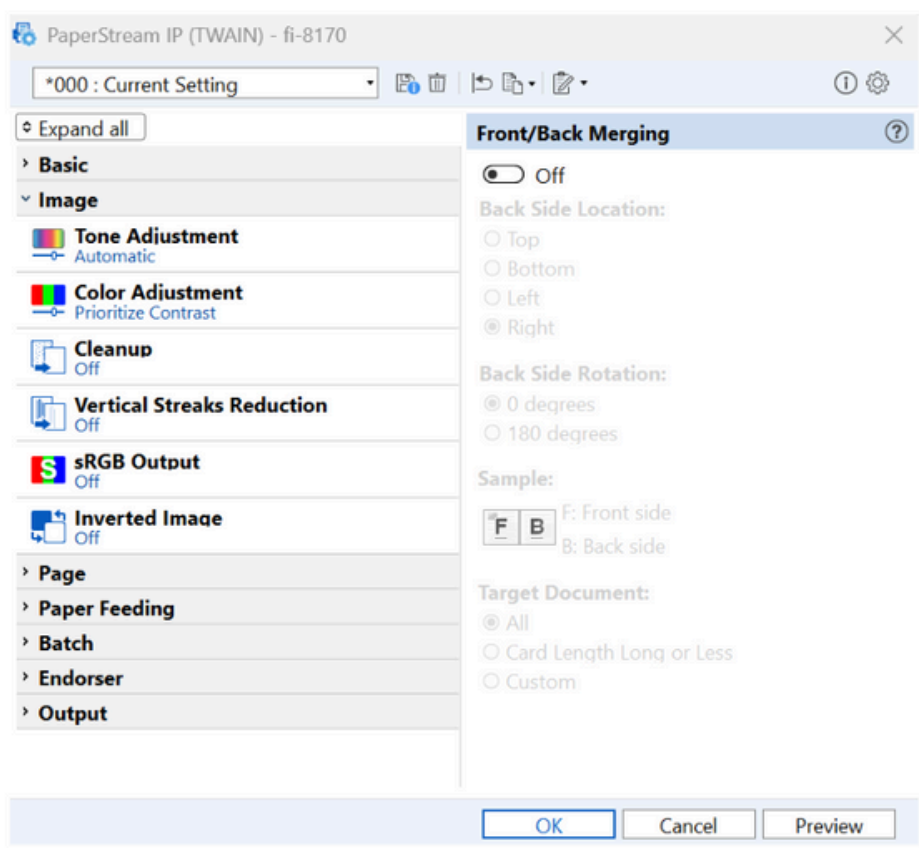 PaperStream IP (TWAIN) - fi-8170
*000 : Current Setting
Expand all
Basic
Image
Tone Adjustment
Automatic
Color Adjustment
Prioritize Contrast
Cleanup
Off
Vertical Streaks Reduction
Off
S
sRGB Output
Off
Inverted Image
Off
Page
Paper Feeding
Batch
Endorser
Output
Front/Back Merging
Off
Back Side Location:
Top
Bottom
Left
Right
Back Side Rotation:
0 degrees
180 degrees
Sample:
F B
F: Front side
B: Back side
Target Document:
All
Card Length Long or Less
Custom
OK Cancel Preview